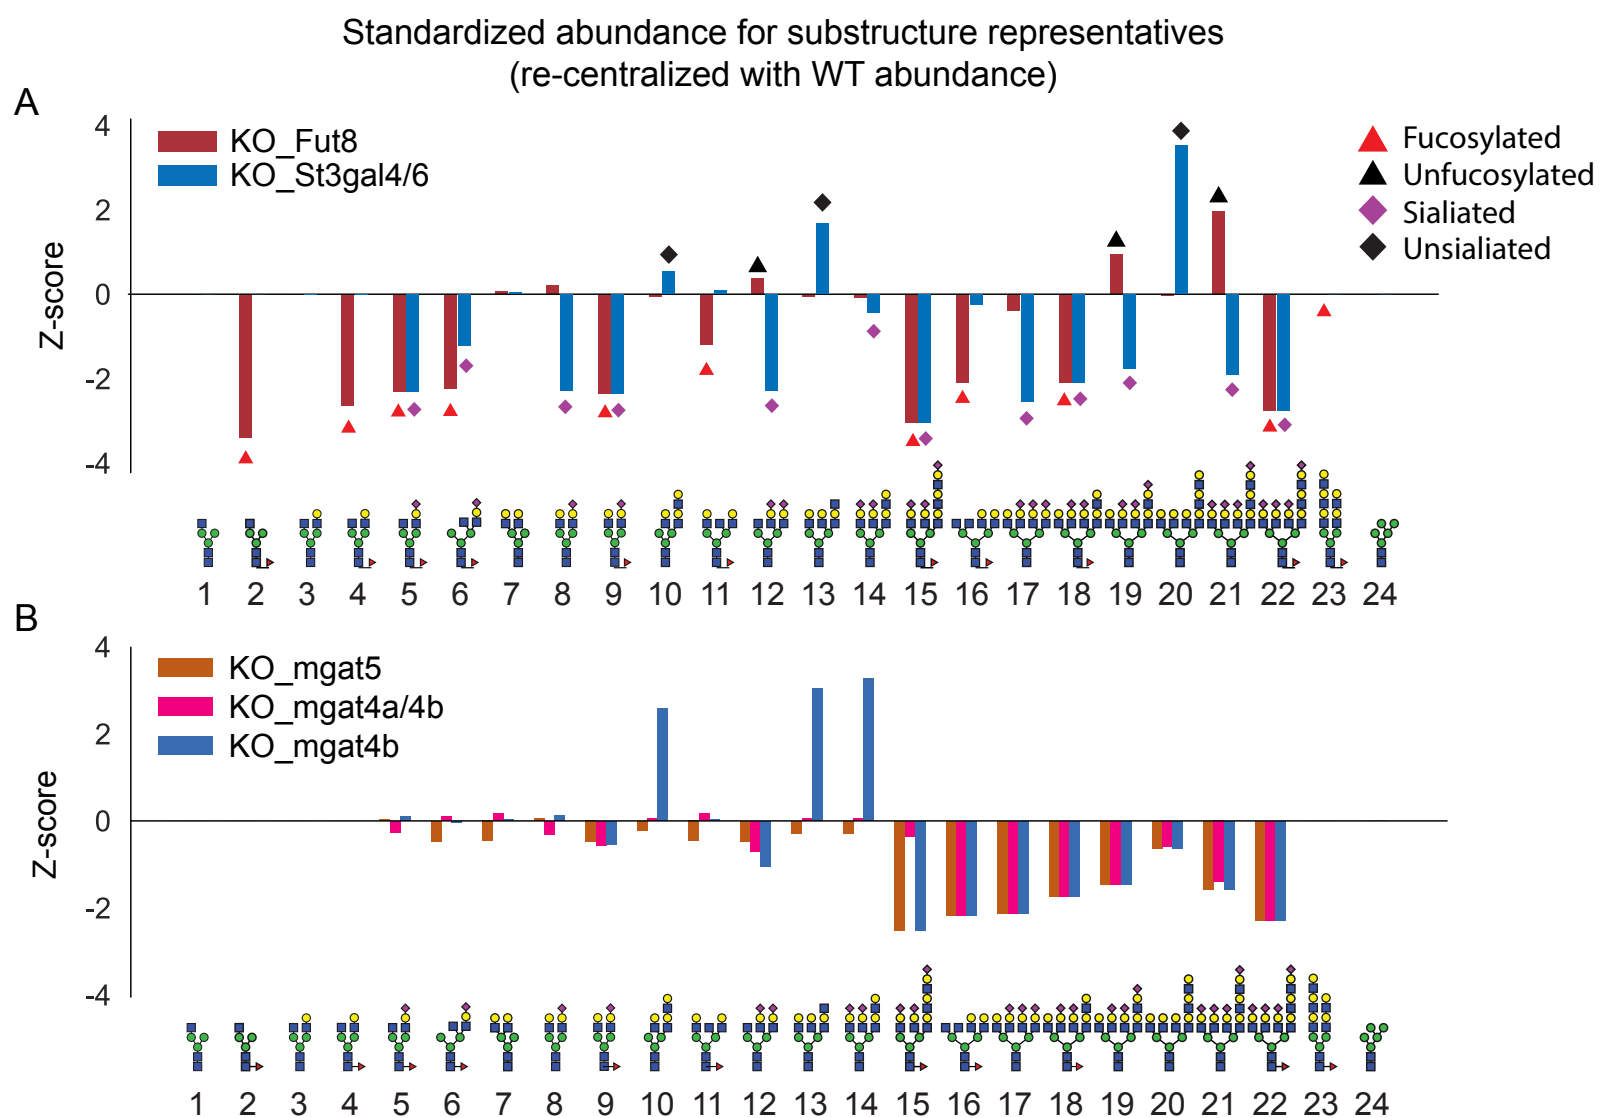 Standardized abundance for substructure representatives
(re-centralized with WT abundance)
A
4
2
0
-2
-4
Z-score
KO_Fut8
KO_St3gal4/6
Fucosylated
Unfucosylated
Sialiated
Unsialiated
1 2 3 4 5 6 7 8 9 10 11 12 13 14 15 16 17 18 19 20 21 22 23 24
B
4
2
0
-2
-4
Z-score
KO_mgat5
KO_mgat4a/4b
KO_mgat4b
1 2 3 4 5 6 7 8 9 10 11 12 13 14 15 16 17 18 19 20 21 22 23 24